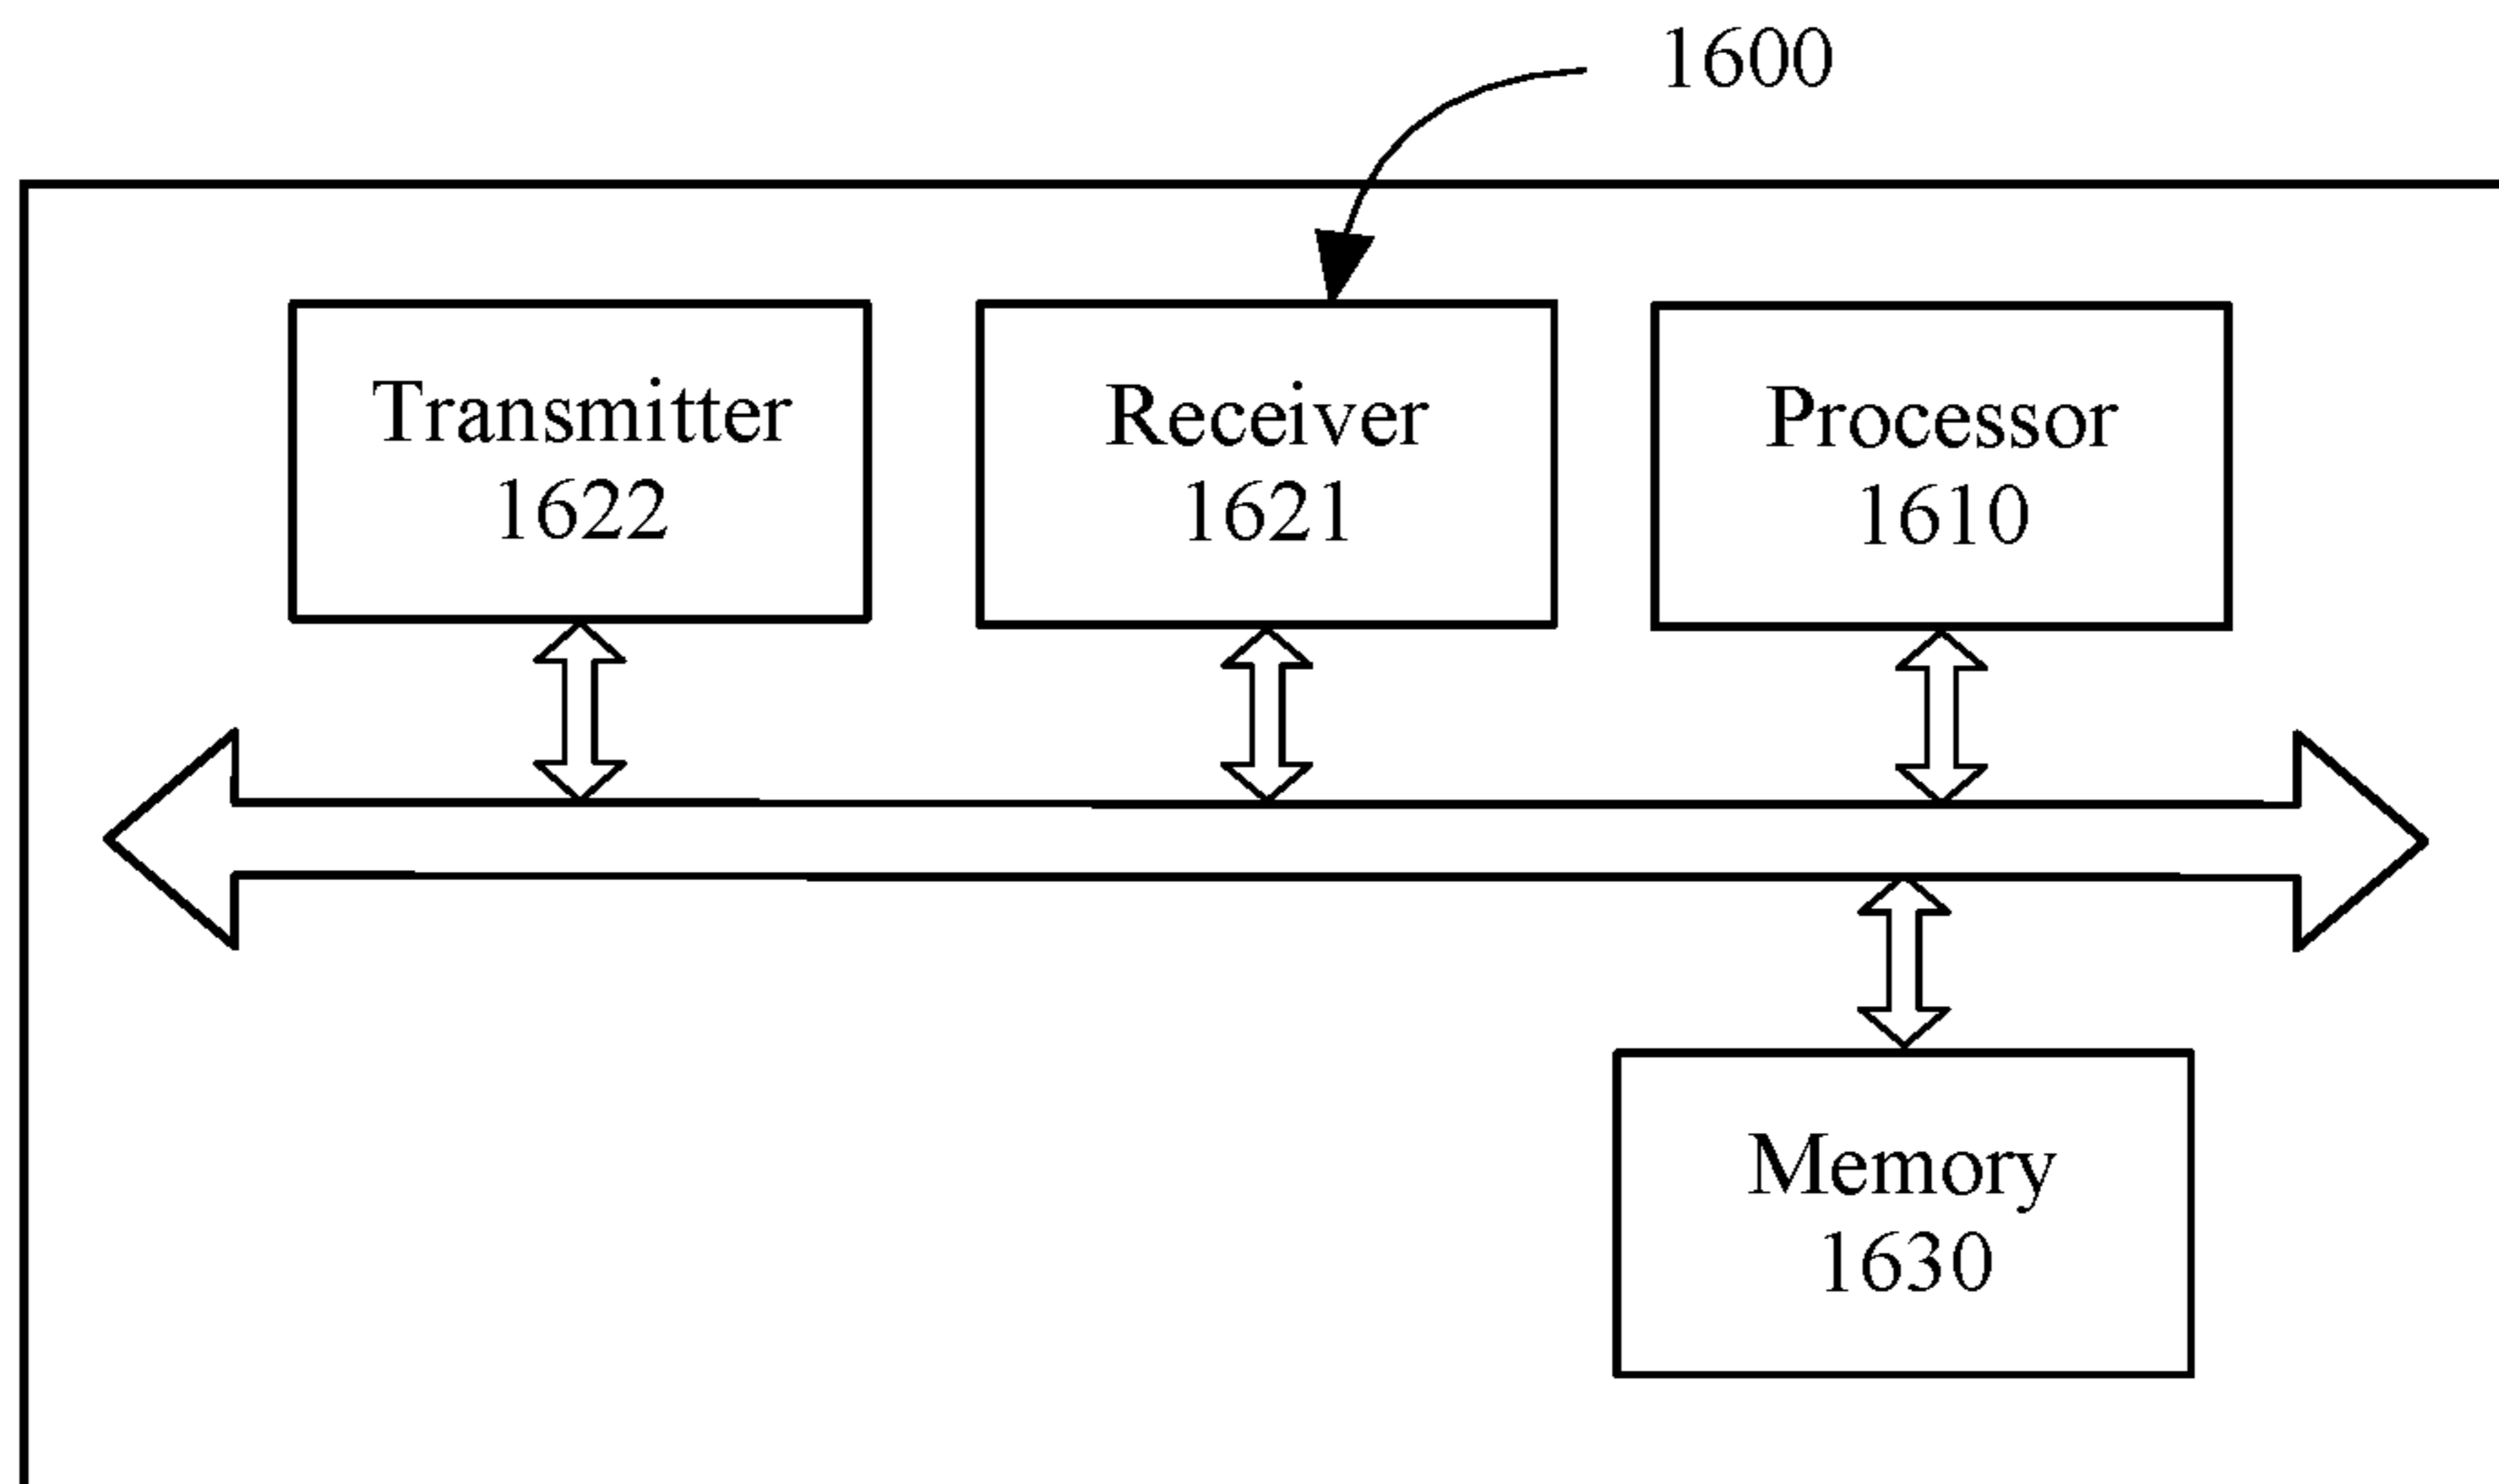 1600
Transmitter
1622
Receiver
1621
Processor
1610
Memory
1630